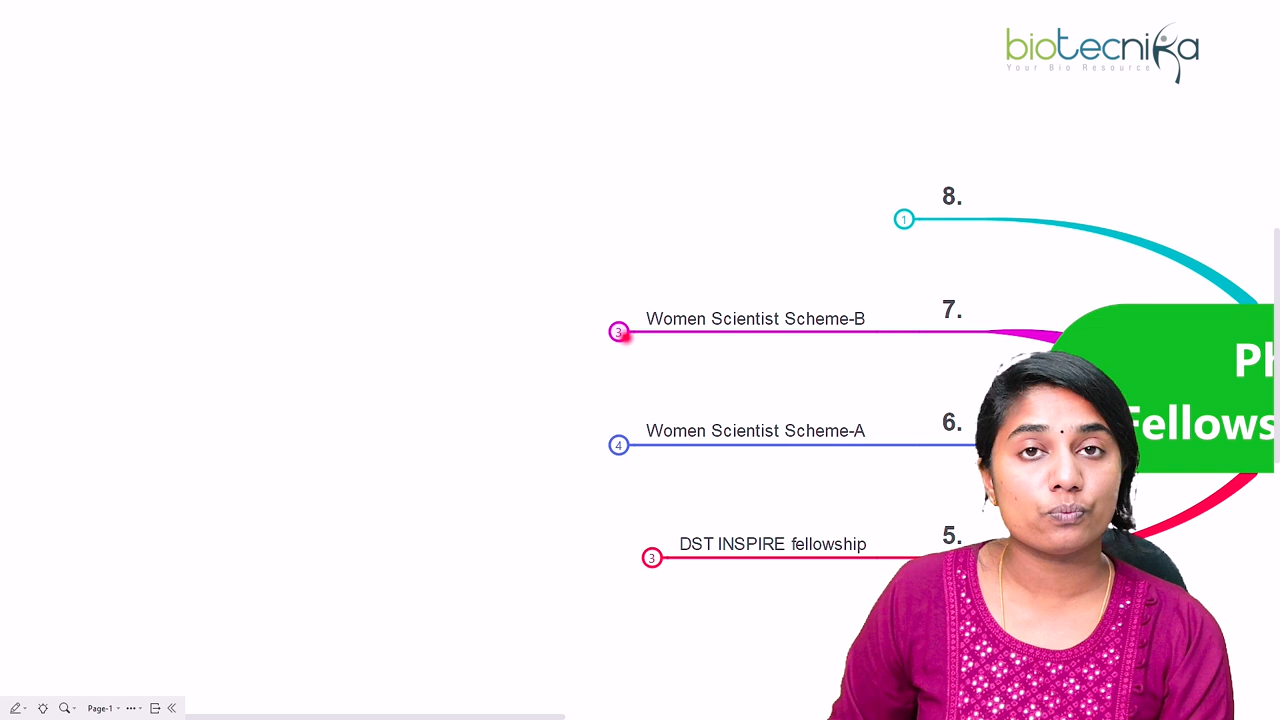 biotecnika
Your Bio Resource
8.
1
Ph
Fellows
7.
Women Scientist Scheme-B
3
6.
Women Scientist Scheme-A
4
5.
DST INSPIRE fellowship
3
Page-1